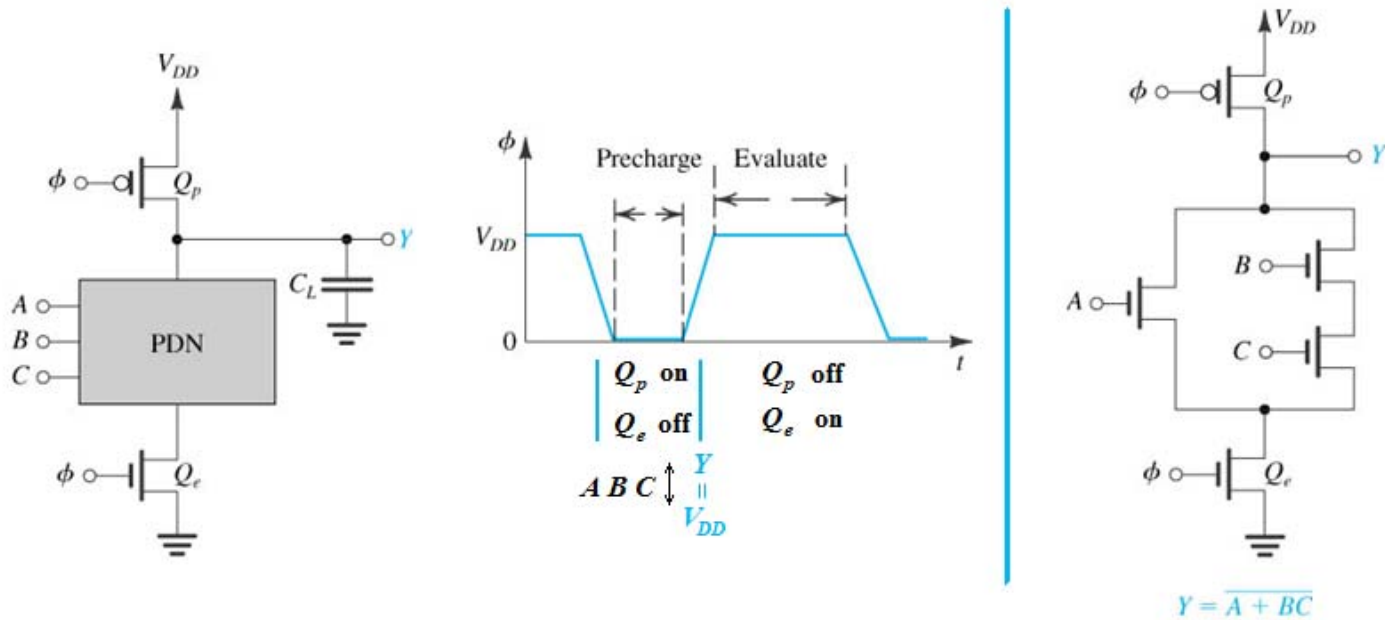 V_DD
ϕ
Q_p
Y
C_L
A
B
C
PDN
ϕ
Q_e
ϕ
Precharge Evaluate
V_DD
0
t
Q_p on Q_p off
Q_e off Q_e on
A B C ↕ Y
=
V_DD
V_DD
ϕ
Q_p
Y
B
A
C
ϕ
Q_e
Y = \overline{A + BC}